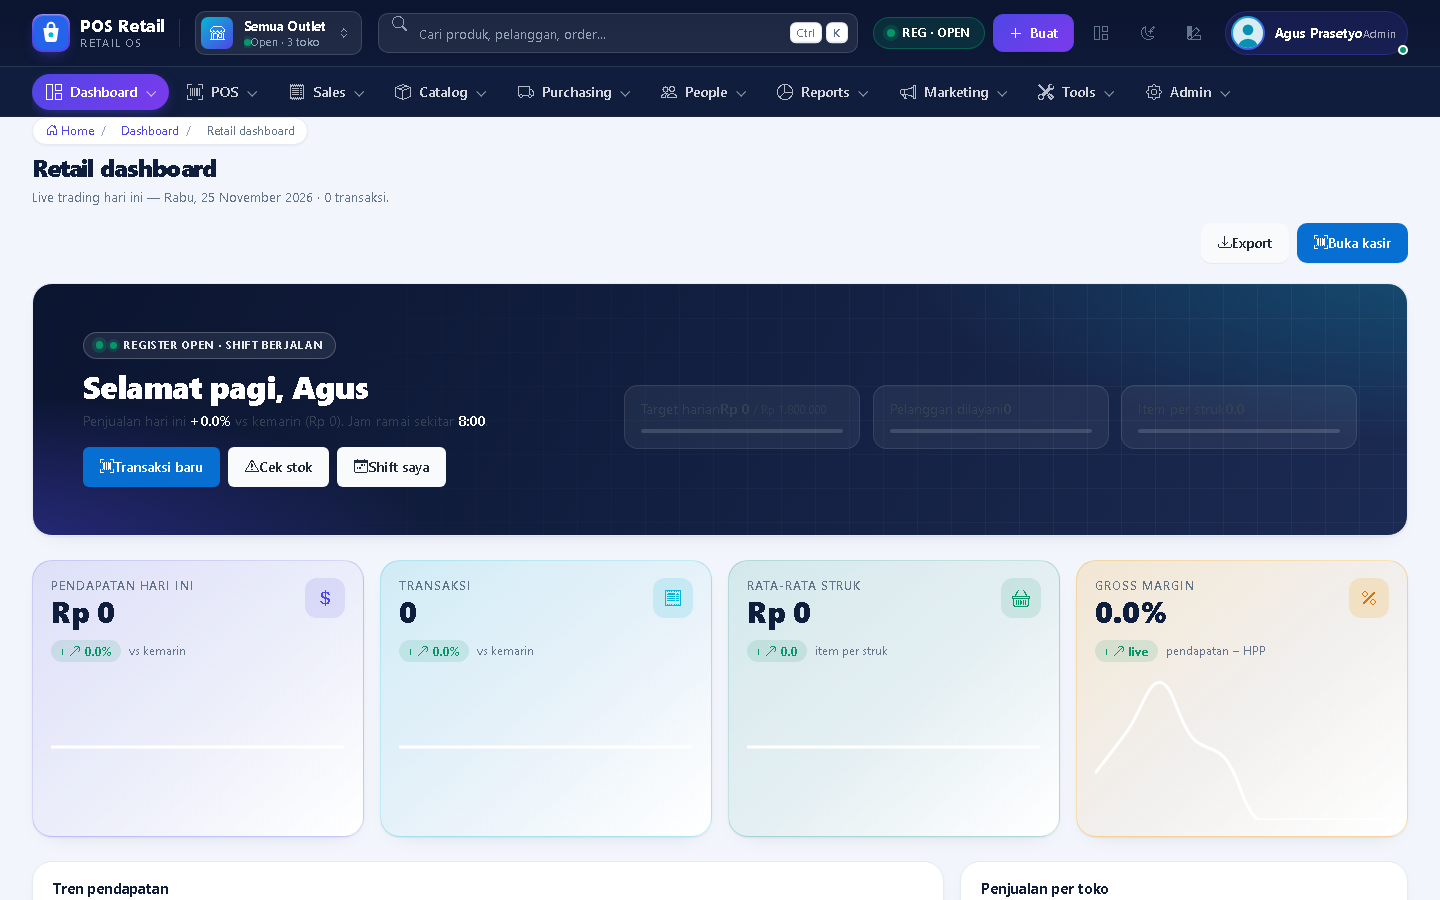 POS Retail
RETAIL OS
Semua Outlet
Open · 3 toko
Cari produk, pelanggan, order...
Ctrl K
REG · OPEN
+ Buat
Agus Prasetyo Admin
Dashboard
POS
Sales
Catalog
Purchasing
People
Reports
Marketing
Tools
Admin
Home / Dashboard / Retail dashboard
Retail dashboard
Live trading hari ini — Rabu, 25 November 2026 · 0 transaksi.
Export
Buka kasir
REGISTER OPEN · SHIFT BERJALAN
Selamat pagi, Agus
Penjualan hari ini +0.0% vs kemarin (Rp 0). Jam ramai sekitar 8:00
Transaksi baru
Cek stok
Shift saya
Target harian Rp 0 / Rp 1.800.000
Pelanggan dilayani 0
Item per struk 0.0
PENDAPATAN HARI INI
$
Rp 0
↑ ↗ 0.0% vs kemarin
TRANSAKSI
0
↑ ↗ 0.0% vs kemarin
RATA-RATA STRUK
Rp 0
↑ ↗ 0.0 item per struk
GROSS MARGIN
%
0.0%
↑ ↗ live pendapatan − HPP
Tren pendapatan
Penjualan per toko